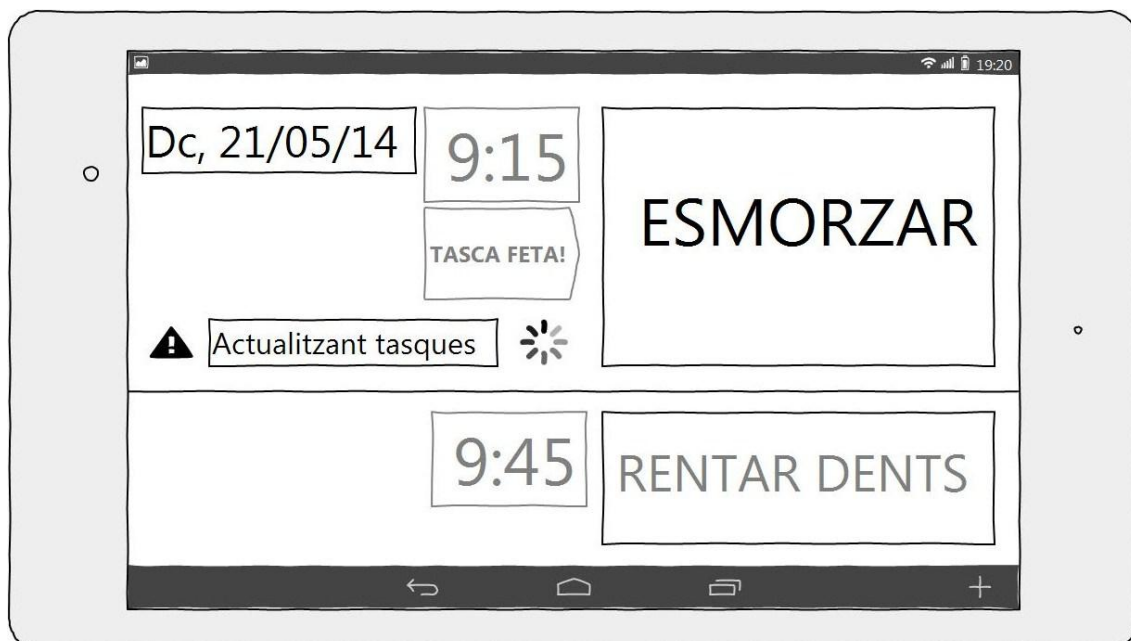 19:20
Dc, 21/05/14
9:15
ESMORZAR
TASCA FETA!
Actualitzant tasques
9:45
RENTAR DENTS